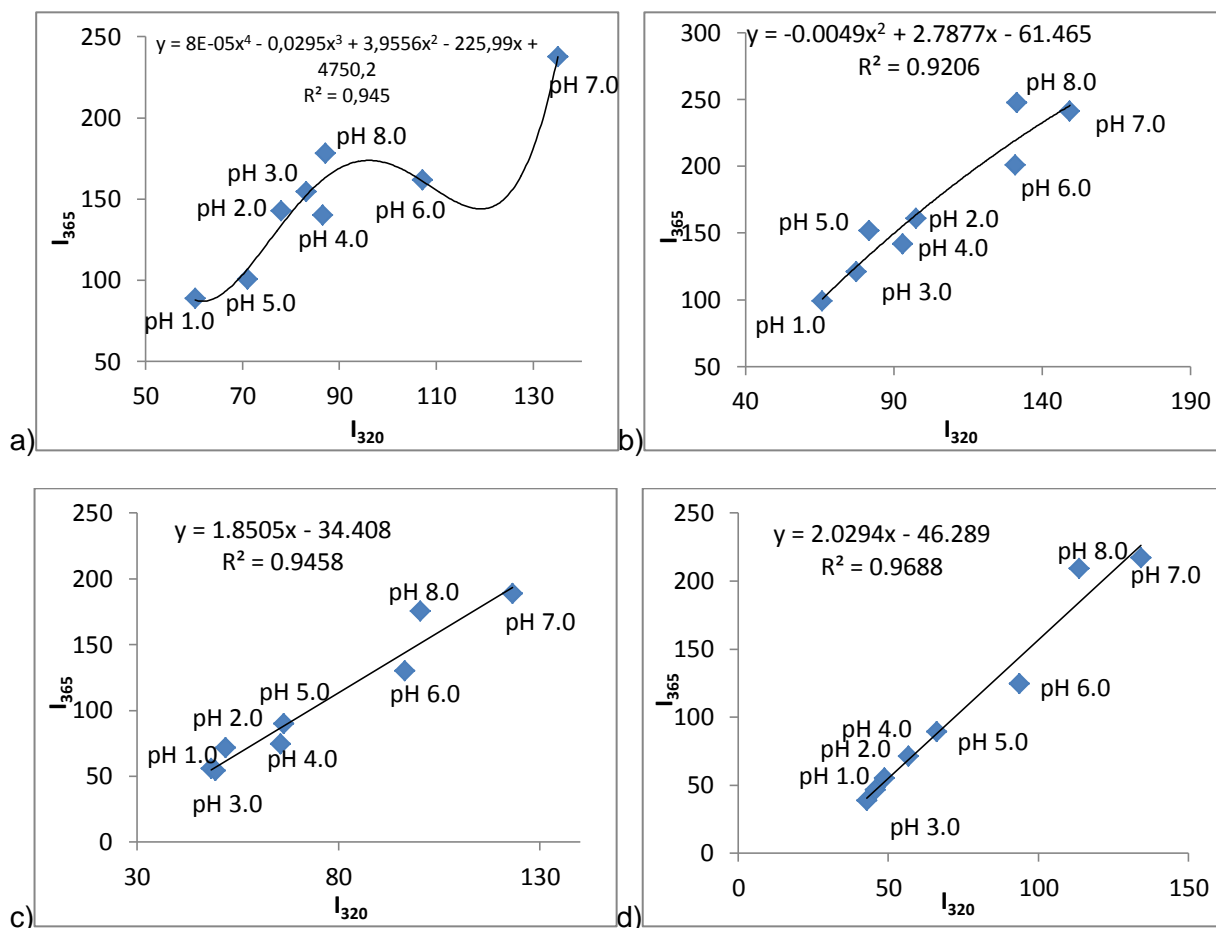 y = 8E-05x⁴ - 0,0295x³ + 3,9556x² - 225,99x +
4750,2
R² = 0,945
250
200
150
100
50
I₃₆₅
pH 7.0
pH 8.0
pH 3.0
pH 2.0
pH 6.0
pH 4.0
pH 5.0
pH 1.0
50 70 90 110 130
I₃₂₀
a)
y = -0.0049x² + 2.7877x - 61.465
R² = 0.9206
300
250
200
150
100
50
I₃₆₅
pH 8.0
pH 7.0
pH 6.0
pH 5.0
pH 2.0
pH 4.0
pH 3.0
pH 1.0
40 90 140 190
I₃₂₀
b)
y = 1.8505x - 34.408
R² = 0.9458
250
200
150
100
50
0
I₃₆₅
pH 8.0
pH 7.0
pH 6.0
pH 5.0
pH 2.0
pH 4.0
pH 1.0
pH 3.0
30 80 130
I₃₂₀
c)
y = 2.0294x - 46.289
R² = 0.9688
250
200
150
100
50
0
I₃₆₅
pH 8.0
pH 7.0
pH 6.0
pH 4.0
pH 5.0
pH 2.0
pH 1.0
pH 3.0
0 50 100 150
I₃₂₀
d)